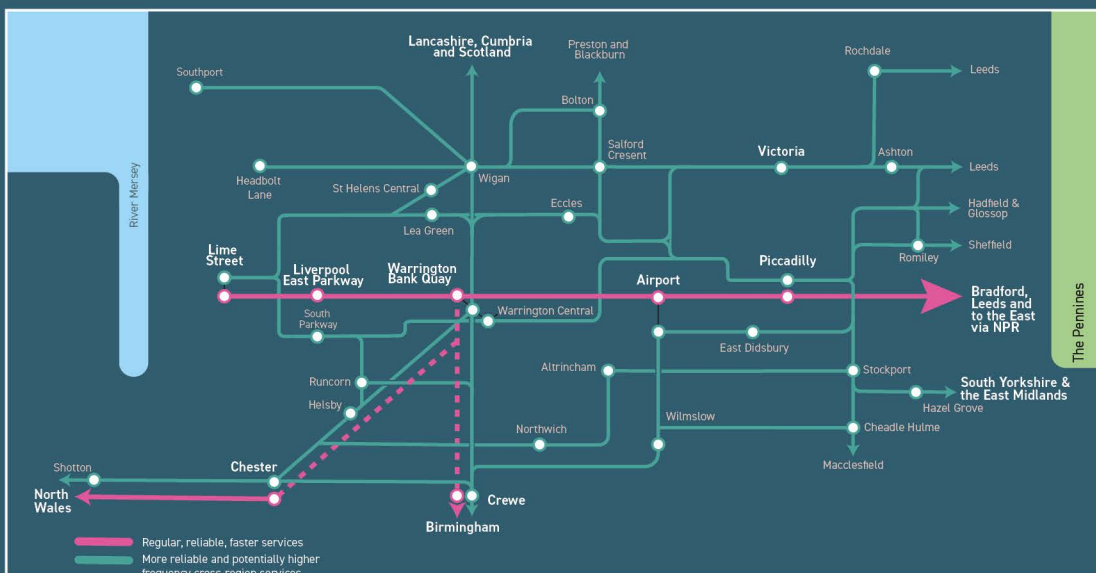 Lancashire, Cumbria
and Scotland
Preston and
Blackburn
Rochdale
Leeds
Southport
Bolton
River Mersey
Headbolt
Lane
St Helens Central
Wigan
Salford
Cresent
Victoria
Ashton
Leeds
Lea Green
Eccles
Hadfield &
Glossop
Romiley
Sheffield
Lime
Street
Liverpool
East Parkway
Warrington
Bank Quay
Airport
Piccadilly
Bradford,
Leeds and
to the East
via NPR
The Pennines
South
Parkway
Warrington Central
East Didsbury
Runcorn
Altrincham
Stockport
Helsby
South Yorkshire &
the East Midlands
Hazel Grove
Northwich
Wilmslow
Cheadle Hulme
Macclesfield
Shotton
Chester
North
Wales
Crewe
Birmingham
Regular, reliable, faster services
More reliable and potentially higher
frequency cross-region services